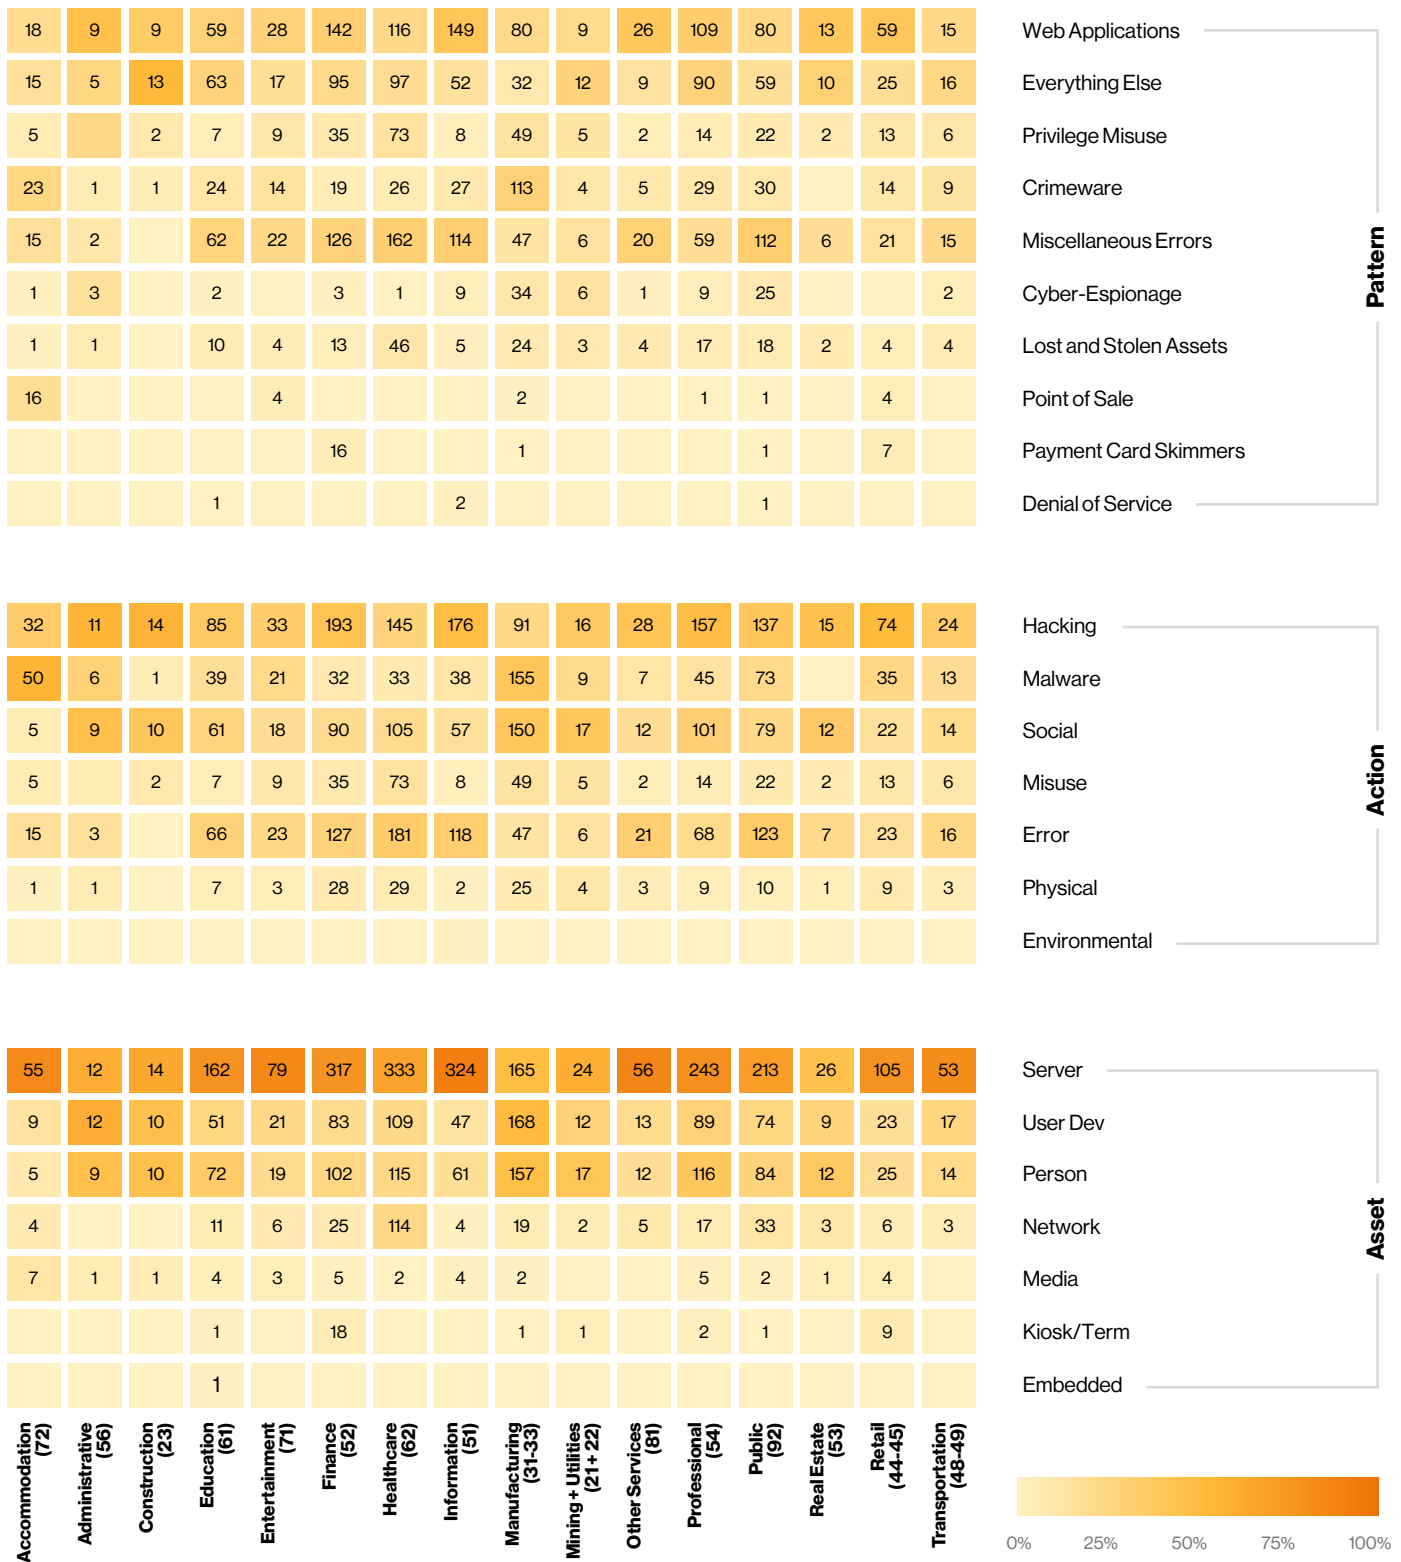 18 9 9 59 28 142 116 149 80 9 26 109 80 13 59 15 Web Applications
15 5 13 63 17 95 97 52 32 12 9 90 59 10 25 16 Everything Else
5 2 7 9 35 73 8 49 5 2 14 22 2 13 6 Privilege Misuse
23 1 1 24 14 19 26 27 113 4 5 29 30 14 9 Crimeware
15 2 62 22 126 162 114 47 6 20 59 112 6 21 15 Miscellaneous Errors
1 3 2 3 1 9 34 6 1 9 25 2 Cyber-Espionage
1 1 10 4 13 46 5 24 3 4 17 18 2 4 4 Lost and Stolen Assets
16 4 2 1 1 4 Point of Sale
16 1 1 7 Payment Card Skimmers
1 2 1 Denial of Service
Pattern
32 11 14 85 33 193 145 176 91 16 28 157 137 15 74 24 Hacking
50 6 1 39 21 32 33 38 155 9 7 45 73 35 13 Malware
5 9 10 61 18 90 105 57 150 17 12 101 79 12 22 14 Social
5 2 7 9 35 73 8 49 5 2 14 22 2 13 6 Misuse
15 3 66 23 127 181 118 47 6 21 68 123 7 23 16 Error
1 1 7 3 28 29 2 25 4 3 9 10 1 9 3 Physical
Environmental
Action
55 12 14 162 79 317 333 324 165 24 56 243 213 26 105 53 Server
9 12 10 51 21 83 109 47 168 12 13 89 74 9 23 17 User Dev
5 9 10 72 19 102 115 61 157 17 12 116 84 12 25 14 Person
4 11 6 25 114 4 19 2 5 17 33 3 6 3 Network
7 1 1 4 3 5 2 4 2 5 2 1 4 Media
1 18 1 1 2 1 9 Kiosk/Term
1 Embedded
Asset
Accommodation
(72)
Administrative
(56)
Construction
(23)
Education
(61)
Entertainment
(71)
Finance
(52)
Healthcare
(62)
Information
(51)
Manufacturing
(31-33)
Mining + Utilities
(21+ 22)
Other Services
(81)
Professional
(54)
Public
(92)
Real Estate
(53)
Retail
(44-45)
Transportation
(48-49)
0% 25% 50% 75% 100%